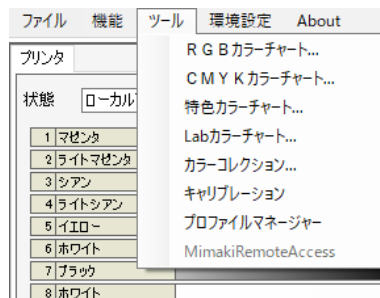 ファイル 機能 ツール 環境設定 About
プリンタ
ＲＧＢカラーチャート...
ＣＭＹＫカラーチャート...
状態 ローカル
特色カラーチャート...
Labカラーチャート...
カラーコレクション...
キャリブレーション
プロファイルマネージャー
MimakiRemoteAccess
1 マゼンタ
2 ライトマゼンタ
3 シアン
4 ライトシアン
5 イエロー
6 ホワイト
7 ブラック
8 ホワイト